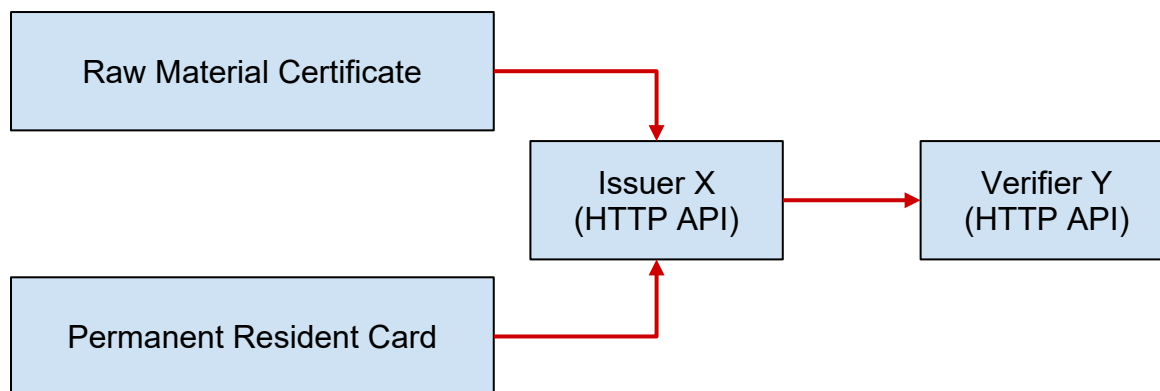 Raw Material Certificate
Issuer X
(HTTP API)
Verifier Y
(HTTP API)
Permanent Resident Card